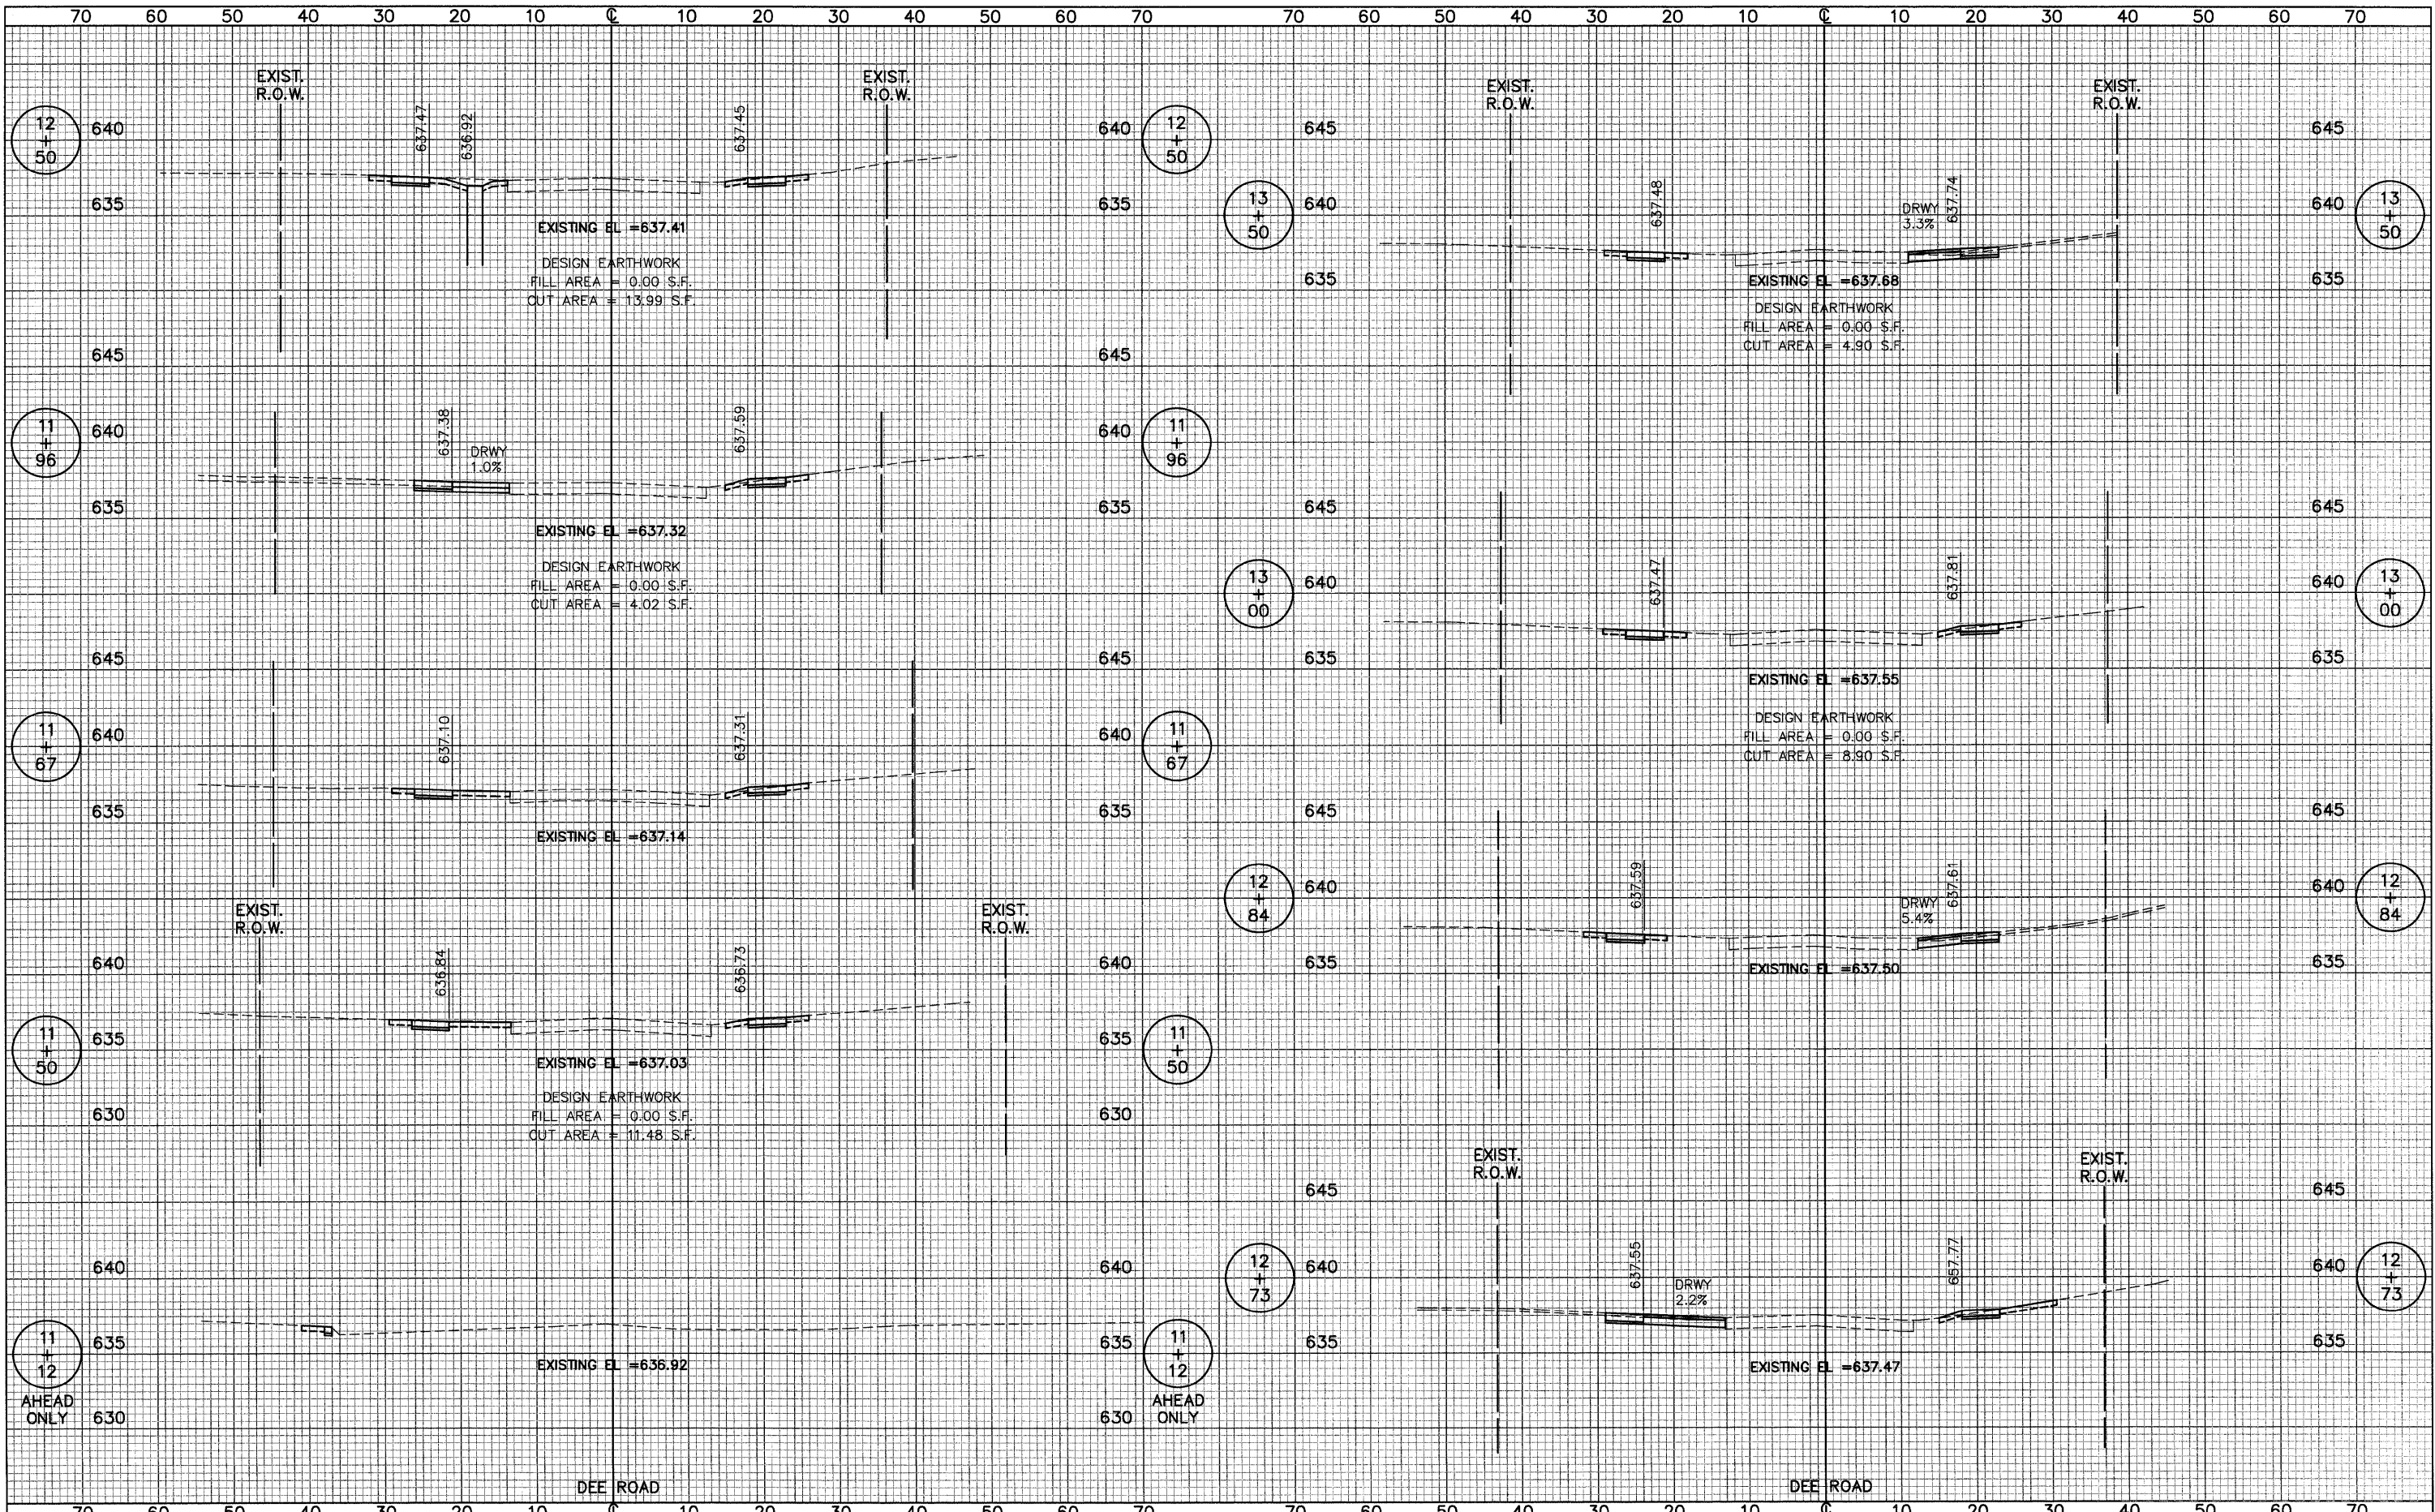 70 60 50 40 30 20 10 ℄ 10 20 30 40 50 60 70
70 60 50 40 30 20 10 ℄ 10 20 30 40 50 60 70
EXIST.
R.O.W.
EXIST.
R.O.W.
12
+
50
640
637.47
636.92
637.45
640
12
+
50
635
635
EXISTING EL =637.41
DESIGN EARTHWORK
FILL AREA = 0.00 S.F.
CUT AREA = 13.99 S.F.
645
645
11
+
96
640
637.38
DRWY
1.0%
637.59
640
11
+
96
635
635
EXISTING EL =637.32
DESIGN EARTHWORK
FILL AREA = 0.00 S.F.
CUT AREA = 4.02 S.F.
645
645
11
+
67
640
637.10
637.31
640
11
+
67
635
635
EXISTING EL =637.14
EXIST.
R.O.W.
EXIST.
R.O.W.
640
636.84
636.73
640
11
+
50
635
635
11
+
50
EXISTING EL =637.03
DESIGN EARTHWORK
FILL AREA = 0.00 S.F.
CUT AREA = 11.48 S.F.
630
630
640
640
11
+
12
635
635
11
+
12
EXISTING EL =636.92
AHEAD
ONLY
630
630
AHEAD
ONLY
DEE ROAD
EXIST.
R.O.W.
EXIST.
R.O.W.
645
645
13
+
50
640
637.48
DRWY
3.3%
637.74
640
13
+
50
635
635
EXISTING EL =637.68
DESIGN EARTHWORK
FILL AREA = 0.00 S.F.
CUT AREA = 4.90 S.F.
645
645
13
+
00
640
637.47
637.81
640
13
+
00
635
635
EXISTING EL =637.55
DESIGN EARTHWORK
FILL AREA = 0.00 S.F.
CUT AREA = 8.90 S.F.
645
645
12
+
84
640
637.59
DRWY
5.4%
637.61
640
12
+
84
635
635
EXISTING EL =637.50
EXIST.
R.O.W.
EXIST.
R.O.W.
645
645
12
+
73
640
637.55
DRWY
2.2%
657.77
640
12
+
73
635
635
EXISTING EL =637.47
DEE ROAD
70 60 50 40 30 20 10 ℄ 10 20 30 40 50 60 70
70 60 50 40 30 20 10 ℄ 10 20 30 40 50 60 70